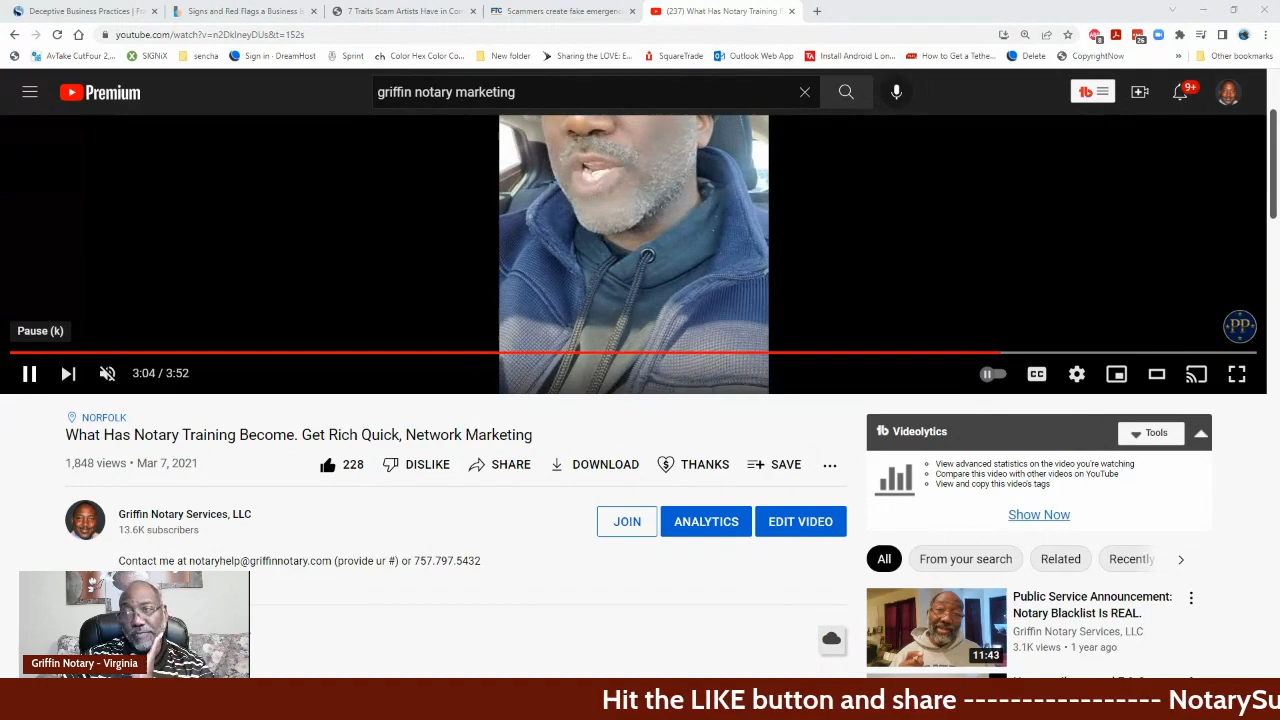 Deceptive Business Practices | Fr
Signs and Red Flags a Business is
7 Traits Scam Artists Have in Com
FTC Scammers create fake emergenc
(237) What Has Notary Training B
youtube.com/watch?v=n2DkIneyDUs&t=152s
AvTake CutFour 2,...
SIGNiX
sencha
Sign in - DreamHost
Sprint
Color Hex Color Co...
New folder
Sharing the LOVE: E...
SquareTrade
Outlook Web App
Install Android L on...
How to Get a Tethe...
Delete
CopyrightNow
»
Other bookmarks
Premium
griffin notary marketing
9+
Pause (k)
PP
3:04 / 3:52
CC
NORFOLK
What Has Notary Training Become. Get Rich Quick, Network Marketing
1,848 views • Mar 7, 2021
228 DISLIKE SHARE DOWNLOAD THANKS SAVE ...
Griffin Notary Services, LLC
13.6K subscribers
JOIN ANALYTICS EDIT VIDEO
Contact me at notaryhelp@griffinnotary.com (provide ur #) or 757.797.5432
Griffin Notary - Virginia
Videolytics
Tools
View advanced statistics on the video you're watching
Compare this video with other videos on YouTube
View and copy this video's tags
Show Now
All From your search Related Recently
Public Service Announcement:
Notary Blacklist IS REAL.
Griffin Notary Services, LLC
3.1K views • 1 year ago
11:43
Hit the LIKE button and share ----------------- NotarySu